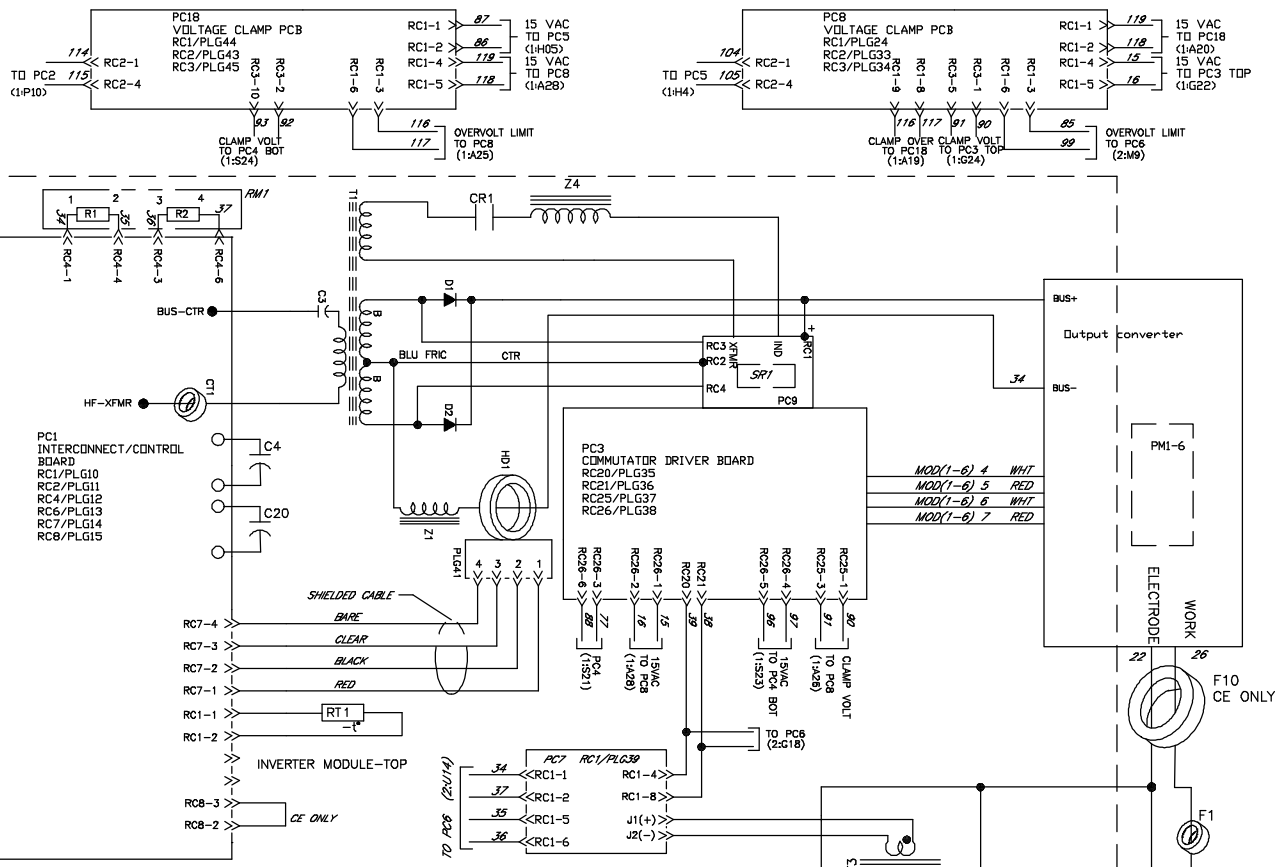 PC18
VOLTAGE CLAMP PCB
RC1/PLG44
RC2/PLG43
RC3/PLG45
114
115
TO PC2
(1:P10)
RC2-1
RC2-4
RC3-10
RC3-2
RC1-6
RC1-3
RC1-1
RC1-2
RC1-4
RC1-5
87
86
119
118
15 VAC
TO PC5
(1:H05)
15 VAC
TO PC8
(1:A28)
93
92
CLAMP VOLT
TO PC4 BOT
(1:S24)
116
117
OVERVOLT LIMIT
TO PC8
(1:A25)
PC8
VOLTAGE CLAMP PCB
RC1/PLG24
RC2/PLG33
RC3/PLG34
104
105
TO PC5
(1:H4)
RC2-1
RC2-4
RC1-9
RC1-8
RC3-5
RC3-1
RC1-6
RC1-3
RC1-1
RC1-2
RC1-4
RC1-5
119
118
15
16
15 VAC
TO PC18
(1:A20)
15 VAC
TO PC3 TOP
(1:G22)
116
117
91
90
CLAMP OVER
TO PC18
(1:A19)
CLAMP VOLT
TO PC3 TOP
(1:G24)
85
99
OVERVOLT LIMIT
TO PC6
(2:M9)
RM1
1
2
3
4
34
35
36
37
R1
R2
RC4-1
RC4-4
RC4-3
RC4-6
T1
CR1
Z4
BUS-CTR
C3
B
B
D1
D2
BLU FRIC
CTR
HF-XFMR
CT1
RC3
RC2
RC4
XFMR
IND
+
RC1
SR1
PC9
BUS+
Output converter
34
BUS-
PM1-6
PC1
INTERCONNECT/CONTROL
BOARD
RC1/PLG10
RC2/PLG11
RC4/PLG12
RC6/PLG13
RC7/PLG14
RC8/PLG15
C4
C20
HD1
Z1
PLG41
4
3
2
1
PC3
COMMUTATOR DRIVER BOARD
RC20/PLG35
RC21/PLG36
RC25/PLG37
RC26/PLG38
MOD(1-6) 4 WHT
MOD(1-6) 5 RED
MOD(1-6) 6 WHT
MOD(1-6) 7 RED
RC26-6
RC26-3
RC26-2
RC26-1
RC20
RC21
RC26-5
RC26-4
RC25-3
RC25-1
88
77
16
15
39
38
96
97
91
90
PC4
(1:S21)
15VAC
TO PC8
(1:A28)
15VAC
TO PC4 BOT
(1:S23)
CLAMP VOLT
TO PC8
(1:A26)
ELECTRODE
WORK
22
26
F10
CE ONLY
SHIELDED CABLE
RC7-4
BARE
RC7-3
CLEAR
RC7-2
BLACK
RC7-1
RED
RC1-1
RC1-2
RT1
-t°
INVERTER MODULE-TOP
RC8-3
RC8-2
CE ONLY
TO PC6
(2:G18)
PC7 RC1/PLG39
34
37
35
36
RC1-1
RC1-2
RC1-5
RC1-6
RC1-4
RC1-8
J1(+)
J2(-)
TO PC6
(2:U14)
F1